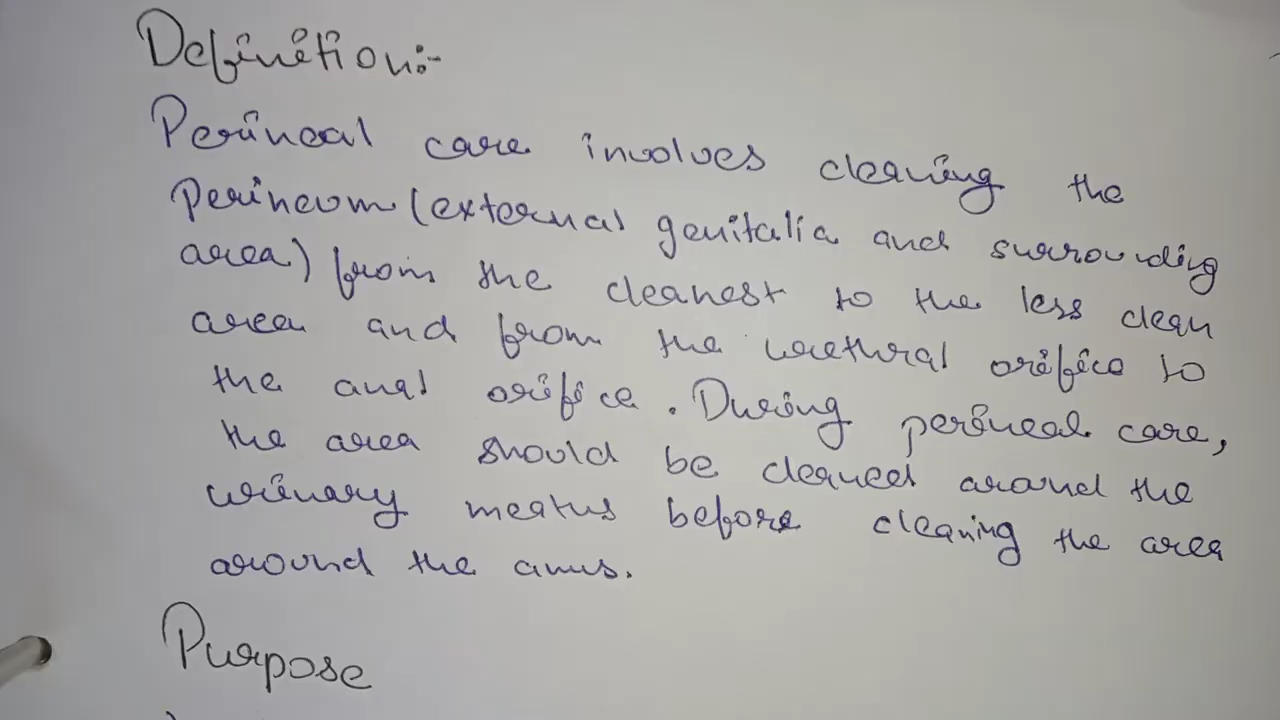 Definition:-
Perineal care involves cleaning the
Perineum (external genitalia and surrounding
area) from the cleanest to the less clean
area and from the urethral orifice to
the anal orifice. During perineal care,
the area should be cleaned around the
urinary meatus before cleaning the area
around the anus.
Purpose